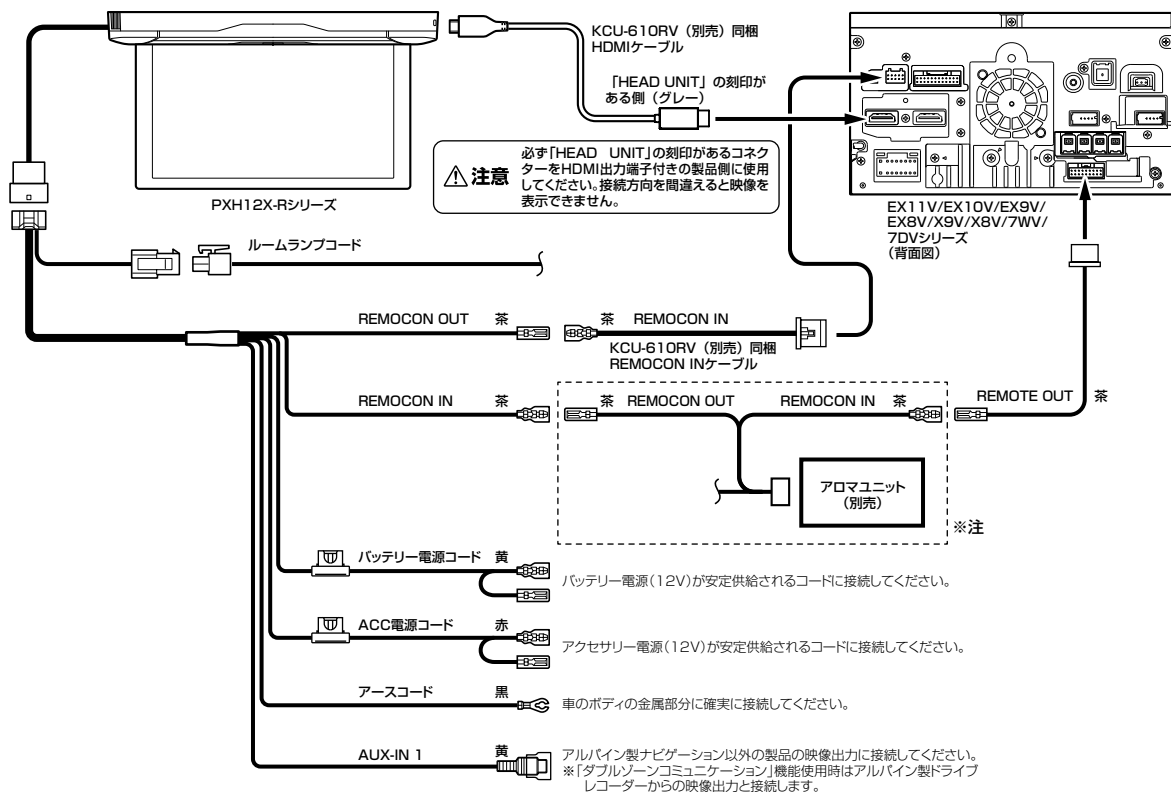 KCU-610RV（別売）同梱
HDMIケーブル
「HEAD UNIT」の刻印が
ある側（グレー）
注意
必ず「HEAD UNIT」の刻印があるコネク
ターをHDMI出力端子付きの製品側に使用
してください。接続方向を間違えると映像を
表示できません。
PXH12X-Rシリーズ
EX11V/EX10V/EX9V/
EX8V/X9V/X8V/7WV/
7DVシリーズ
（背面図）
ルームランプコード
REMOCON OUT 茶
茶 REMOCON IN
KCU-610RV（別売）同梱
REMOCON INケーブル
REMOCON IN 茶
茶 REMOCON OUT
REMOCON IN 茶
REMOTE OUT 茶
アロマユニット
（別売）
※注
バッテリー電源コード 黄
バッテリー電源（12V）が安定供給されるコードに接続してください。
ACC電源コード 赤
アクセサリー電源（12V）が安定供給されるコードに接続してください。
アースコード 黒
車のボディの金属部分に確実に接続してください。
AUX-IN 1 黄
アルパイン製ナビゲーション以外の製品の映像出力に接続してください。
※「ダブルゾーンコミュニケーション」機能使用時はアルパイン製ドライブ
レコーダーからの映像出力と接続します。